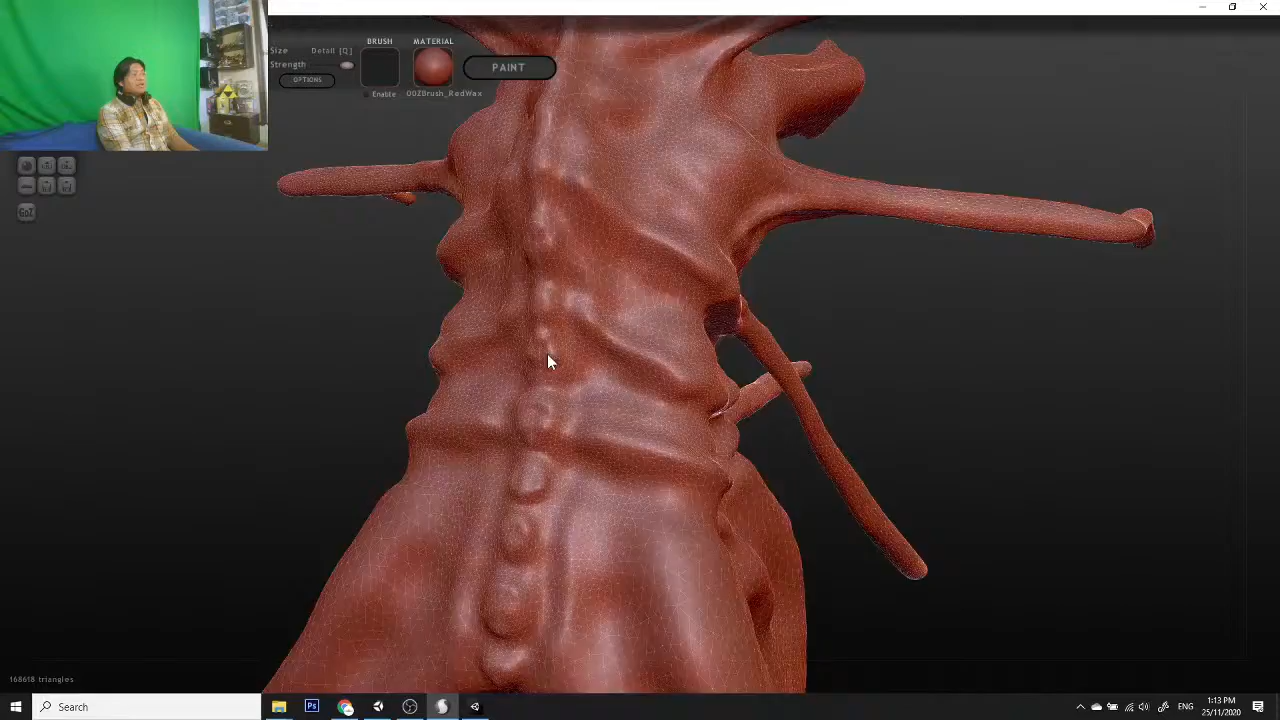 Size
Detail [Q]
Strength
OPTIONS
BRUSH
Enable
MATERIAL
00ZBrush_RedWax
PAINT
GoZ
168618 triangles
Search
Ps
ENG
1:13 PM
25/11/2020